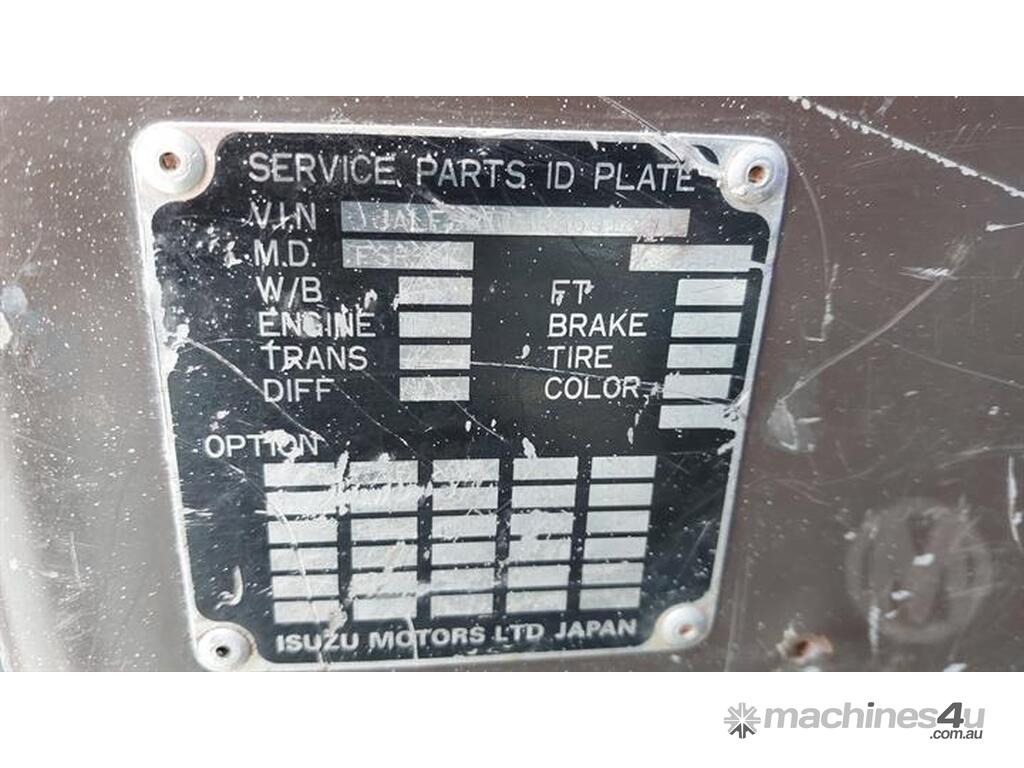 SERVICE PARTS ID PLATE
V.I.N
M.D.
W/B FT
ENGINE BRAKE
TRANS TIRE
DIFF COLOR
OPTION
ISUZU MOTORS LTD JAPAN
machines4u
.com.au